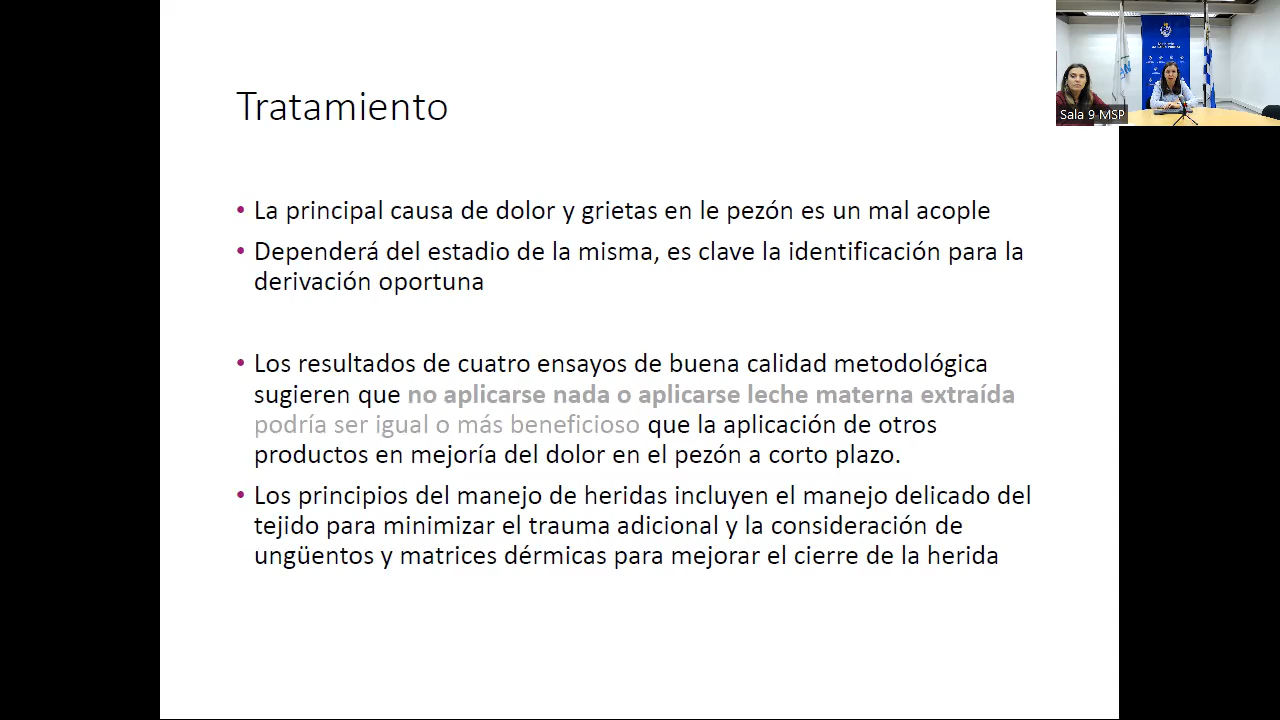 Tratamiento
• La principal causa de dolor y grietas en le pezón es un mal acople
• Dependerá del estadio de la misma, es clave la identificación para la
derivación oportuna
• Los resultados de cuatro ensayos de buena calidad metodológica
sugieren que no aplicarse nada o aplicarse leche materna extraída
podría ser igual o más beneficioso que la aplicación de otros
productos en mejoría del dolor en el pezón a corto plazo.
• Los principios del manejo de heridas incluyen el manejo delicado del
tejido para minimizar el trauma adicional y la consideración de
ungüentos y matrices dérmicas para mejorar el cierre de la herida
Sala 9 MSP